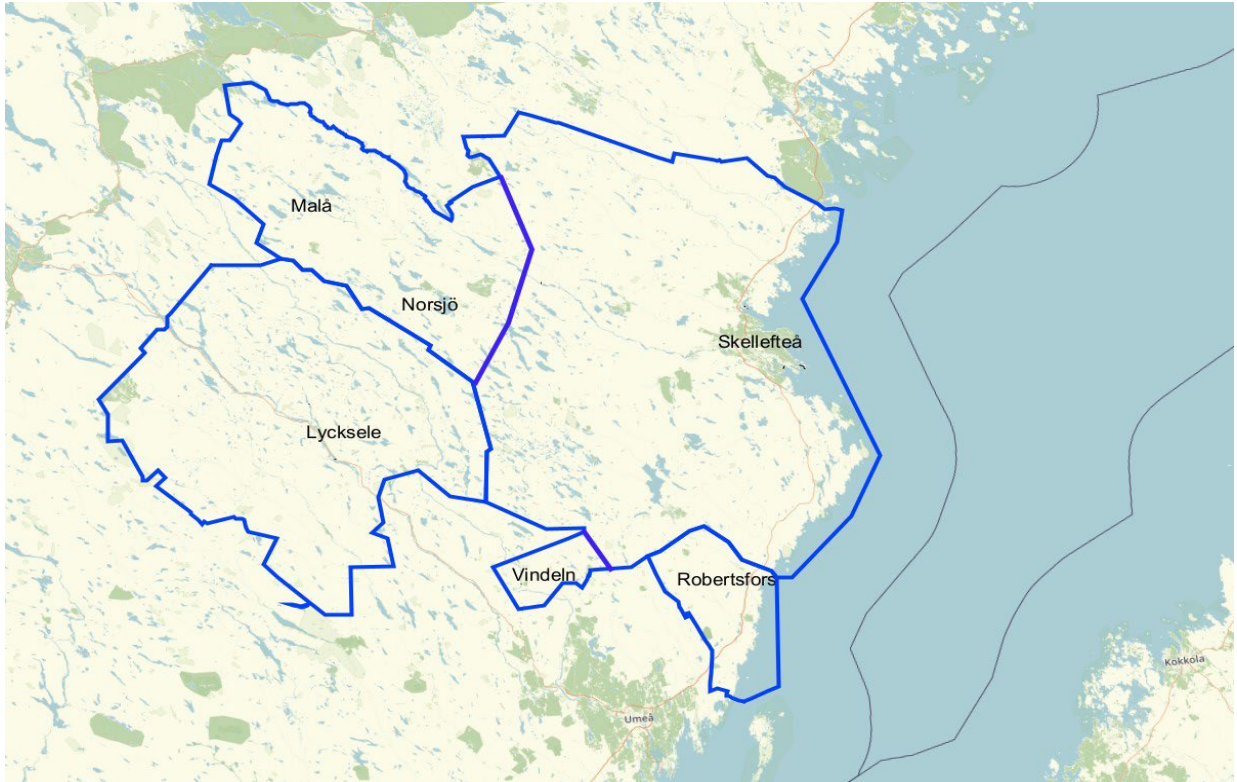 Malå
Norsjö
Skellefteå
Lycksele
Vindeln
Robertsfors
Kokkola
Umeå